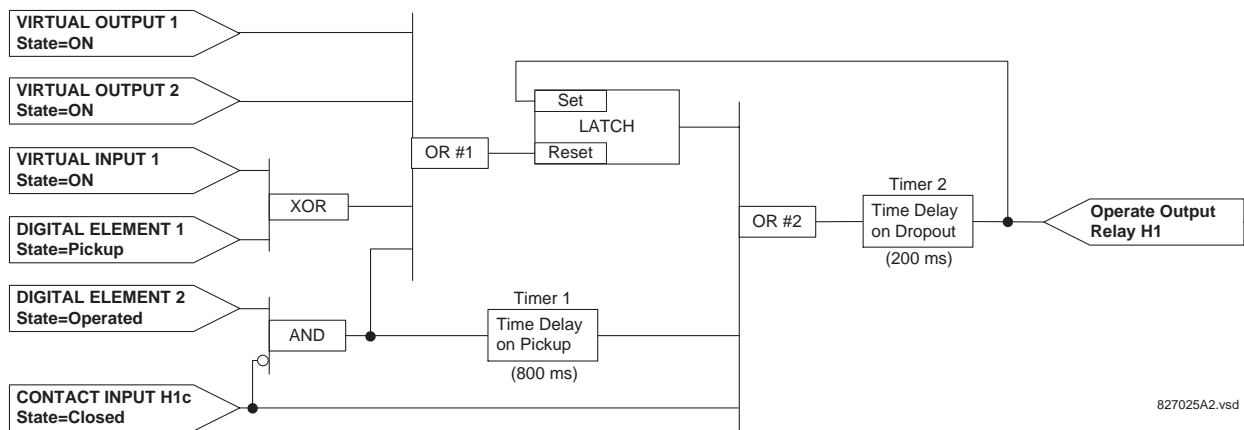 VIRTUAL OUTPUT 1
State=ON
VIRTUAL OUTPUT 2
State=ON
VIRTUAL INPUT 1
State=ON
DIGITAL ELEMENT 1
State=Pickup
DIGITAL ELEMENT 2
State=Operated
CONTACT INPUT H1c
State=Closed
XOR
AND
OR #1
Set
LATCH
Reset
Timer 1
Time Delay
on Pickup
(800 ms)
OR #2
Timer 2
Time Delay
on Dropout
(200 ms)
Operate Output
Relay H1
827025A2.vsd